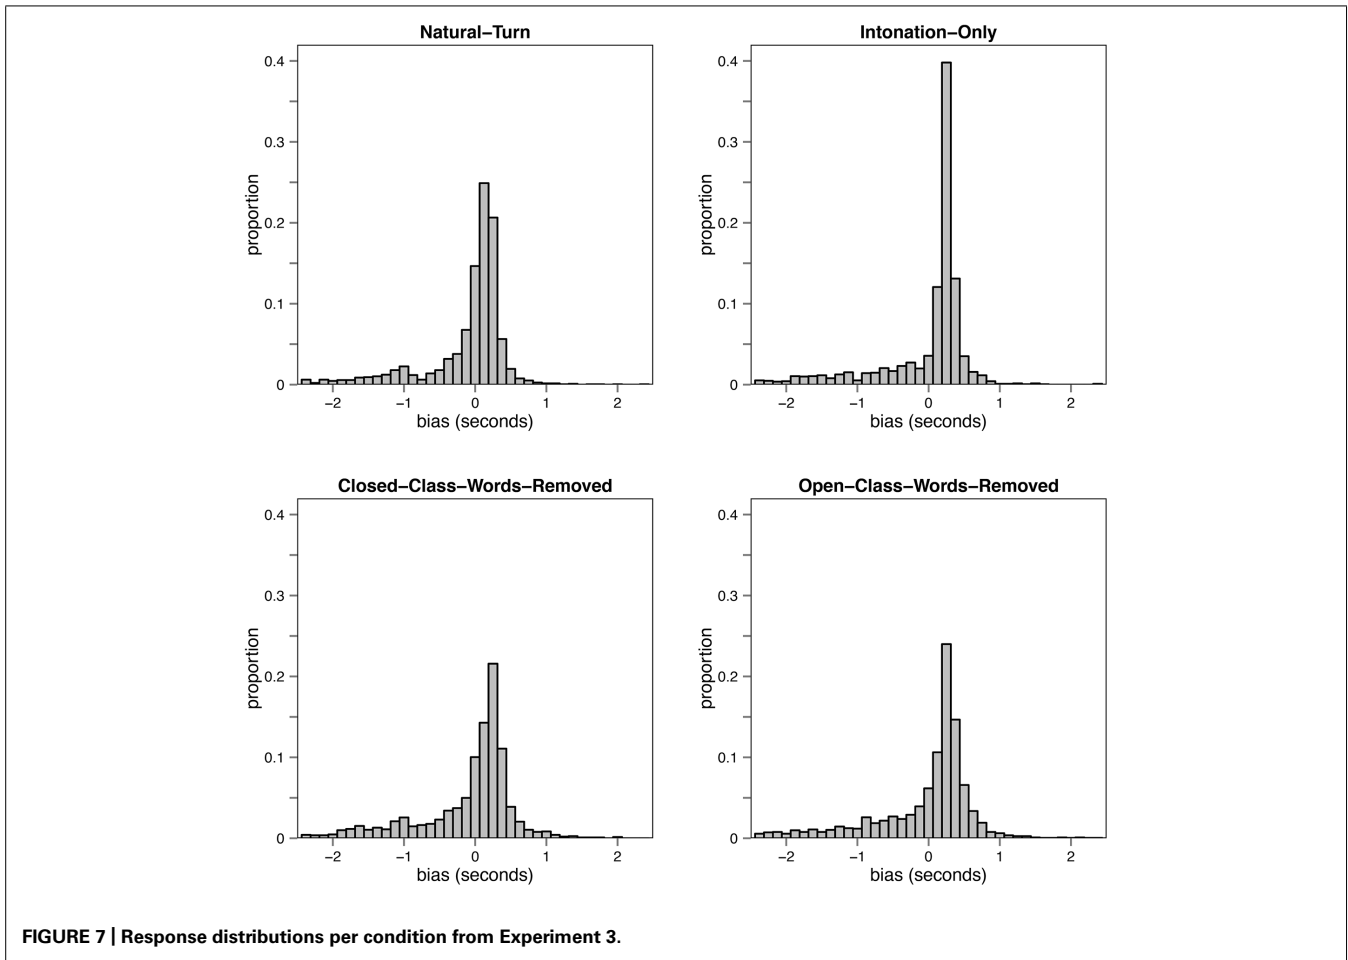 Natural–Turn
0.4
0.3
0.2
0.1
0
proportion
−2 −1 0 1 2
bias (seconds)
Intonation–Only
0.4
0.3
0.2
0.1
0
proportion
−2 −1 0 1 2
bias (seconds)
Closed–Class–Words–Removed
0.4
0.3
0.2
0.1
0
proportion
−2 −1 0 1 2
bias (seconds)
Open–Class–Words–Removed
0.4
0.3
0.2
0.1
0
proportion
−2 −1 0 1 2
bias (seconds)
FIGURE 7 | Response distributions per condition from Experiment 3.